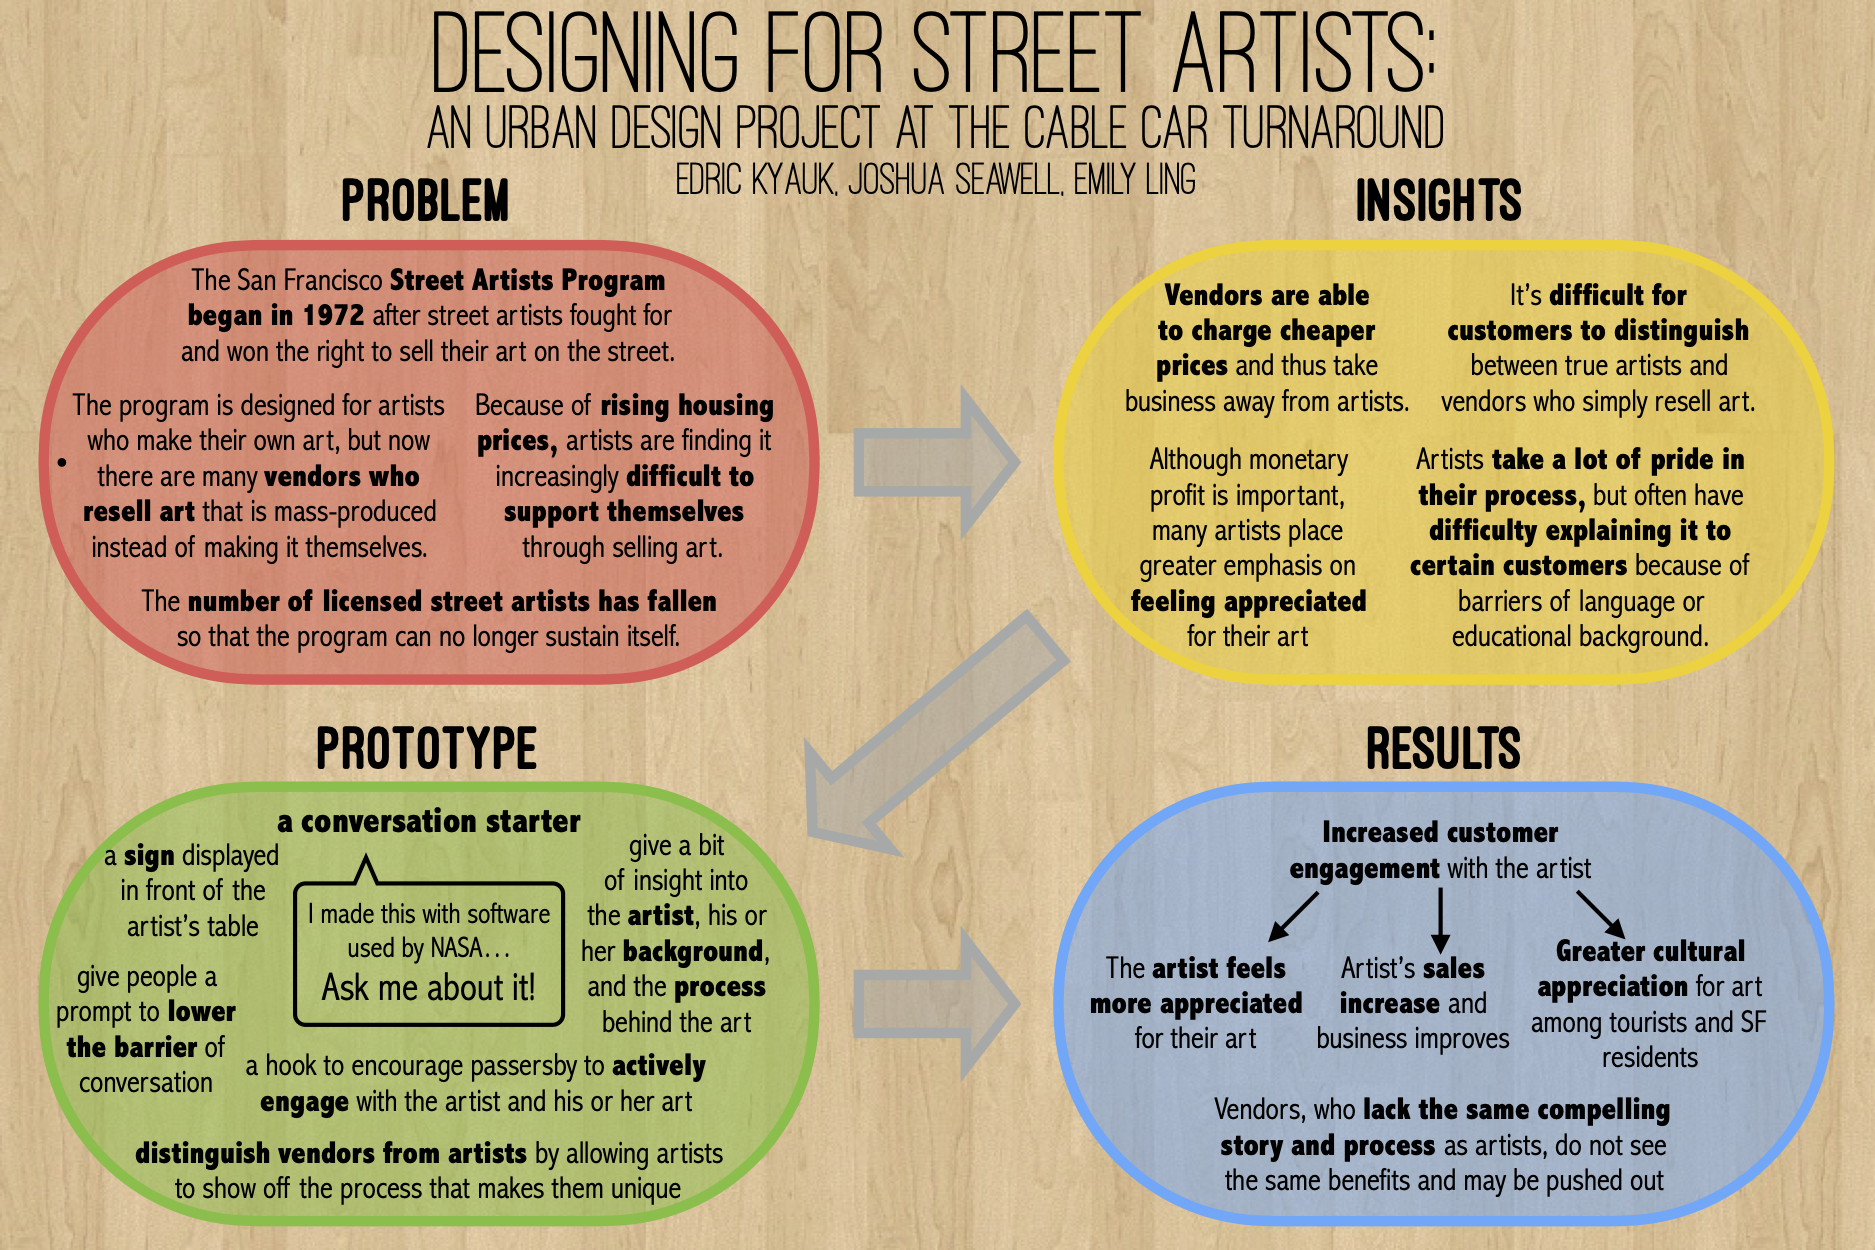 DESIGNING FOR STREET ARTISTS:
AN URBAN DESIGN PROJECT AT THE CABLE CAR TURNAROUND
EDRIC KYAUK, JOSHUA SEAWELL, EMILY LING
PROBLEM
The San Francisco Street Artists Program
began in 1972 after street artists fought for
and won the right to sell their art on the street.
The program is designed for artists
who make their own art, but now
• there are many vendors who
resell art that is mass-produced
instead of making it themselves.
Because of rising housing
prices, artists are finding it
increasingly difficult to
support themselves
through selling art.
The number of licensed street artists has fallen
so that the program can no longer sustain itself.
INSIGHTS
Vendors are able
to charge cheaper
prices and thus take
business away from artists.
It's difficult for
customers to distinguish
between true artists and
vendors who simply resell art.
Although monetary
profit is important,
many artists place
greater emphasis on
feeling appreciated
for their art
Artists take a lot of pride in
their process, but often have
difficulty explaining it to
certain customers because of
barriers of language or
educational background.
PROTOTYPE
a conversation starter
a sign displayed
in front of the
artist's table
I made this with software
used by NASA...
Ask me about it!
give a bit
of insight into
the artist, his or
her background,
and the process
behind the art
give people a
prompt to lower
the barrier of
conversation
a hook to encourage passersby to actively
engage with the artist and his or her art
distinguish vendors from artists by allowing artists
to show off the process that makes them unique
RESULTS
Increased customer
engagement with the artist
The artist feels
more appreciated
for their art
Artist's sales
increase and
business improves
Greater cultural
appreciation for art
among tourists and SF
residents
Vendors, who lack the same compelling
story and process as artists, do not see
the same benefits and may be pushed out